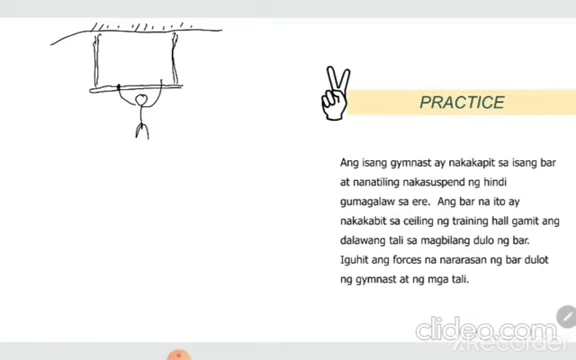 PRACTICE
Ang isang gymnast ay nakakapit sa isang bar
at nanatiling nakasuspend ng hindi
gumagalaw sa ere. Ang bar na ito ay
nakakabit sa ceiling ng training hall gamit ang
dalawang tali sa magbilang dulo ng bar.
Iguhit ang forces na nararasan ng bar dulot
ng gymnast at ng mga tali.
clideo.com
XRecorder